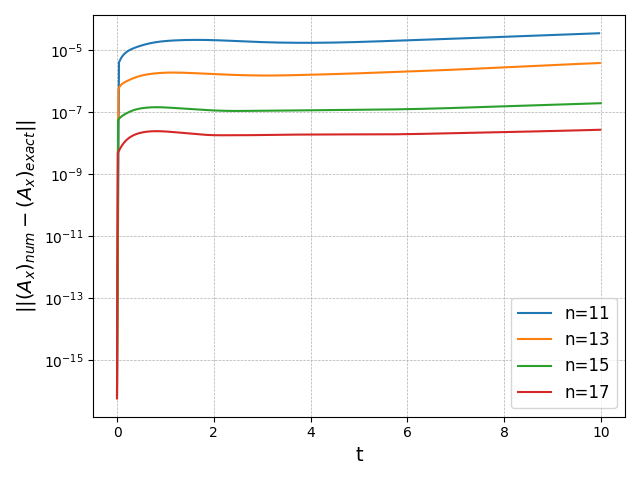 ||(A_x)_num − (A_x)_exact||
10⁻⁵
10⁻⁷
10⁻⁹
10⁻¹¹
10⁻¹³
10⁻¹⁵
n=11
n=13
n=15
n=17
0 2 4 6 8 10
t